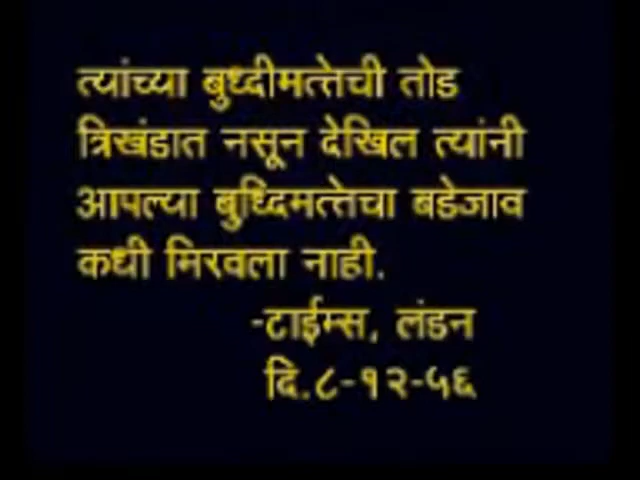 त्यांच्या बुध्दीमत्तेची तोड
त्रिखंडात नसून देखिल त्यांनी
आपल्या बुध्दिमत्तेचा बडेजाव
कधी मिरवला नाही.
-टाईम्स, लंडन
दि.८-१२-५६